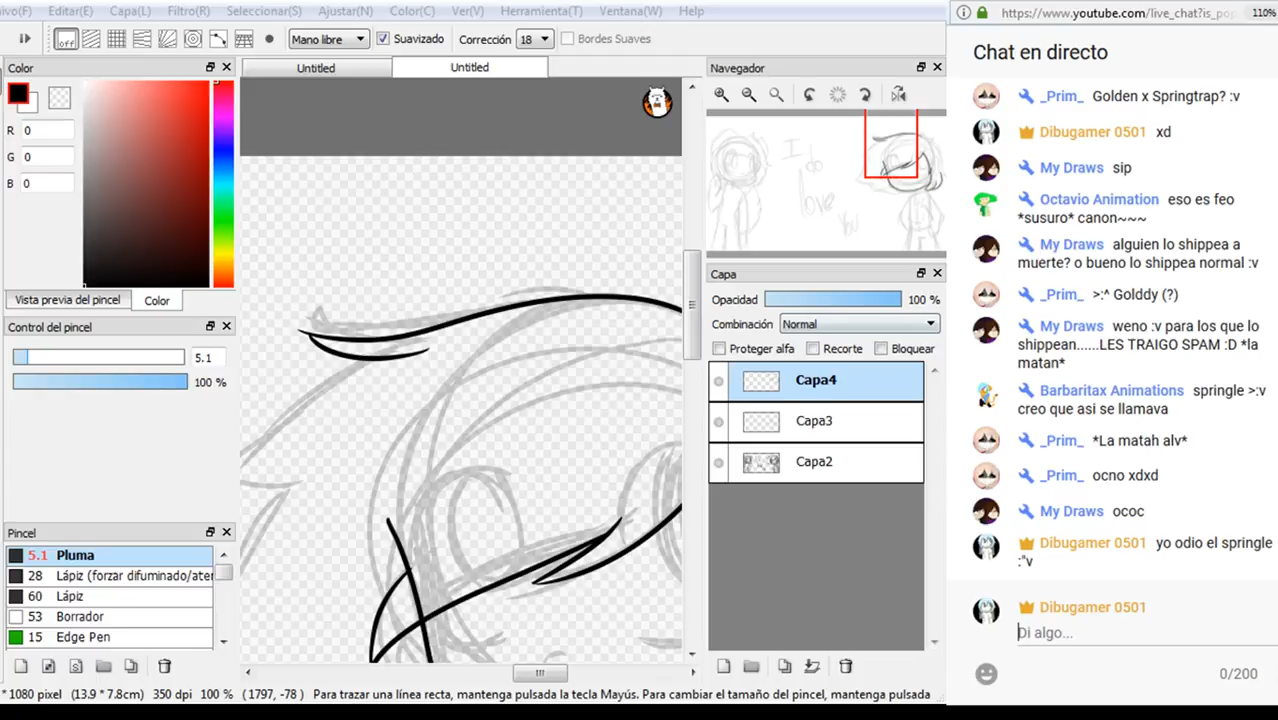 ivo(F) Editar(E) Capa(L) Filtro(R) Seleccionar(S) Ajustar(N) Color(C) Ver(V) Herramienta(T) Ventana(W) Help
off Mano libre Suavizado Corrección 18 Bordes Suaves
Color
R 0
G 0
B 0
Vista previa del pincel Color
Control del pincel
5.1
100 %
Pincel
5.1 Pluma
28 Lápiz (forzar difuminado/ater
60 Lápiz
53 Borrador
15 Edge Pen
Untitled Untitled
Navegador
I do
love
you
Capa
Opacidad 100 %
Combinación Normal
Proteger alfa Recorte Bloquear
Capa4
Capa3
Capa2
* 1080 pixel (13.9 * 7.8cm) 350 dpi 100 % (1797, -78) Para trazar una línea recta, mantenga pulsada la tecla Mayús. Para cambiar el tamaño del pincel, mantenga pulsada
https://www.youtube.com/live_chat?is_pop 110%
Chat en directo
_Prim_ Golden x Springtrap? :v
Dibugamer 0501 xd
My Draws sip
Octavio Animation eso es feo
*susuro* canon~~~
My Draws alguien lo shippea a
muerte? o bueno lo shippea normal :v
_Prim_ >:^ Golddy (?)
My Draws weno :v para los que lo
shippean......LES TRAIGO SPAM :D *la
matan*
Barbaritax Animations springle >:v
creo que asi se llamava
_Prim_ *La matah alv*
_Prim_ ocno xdxd
My Draws ococ
Dibugamer 0501 yo odio el springle
:"v
Dibugamer 0501
Di algo...
0/200